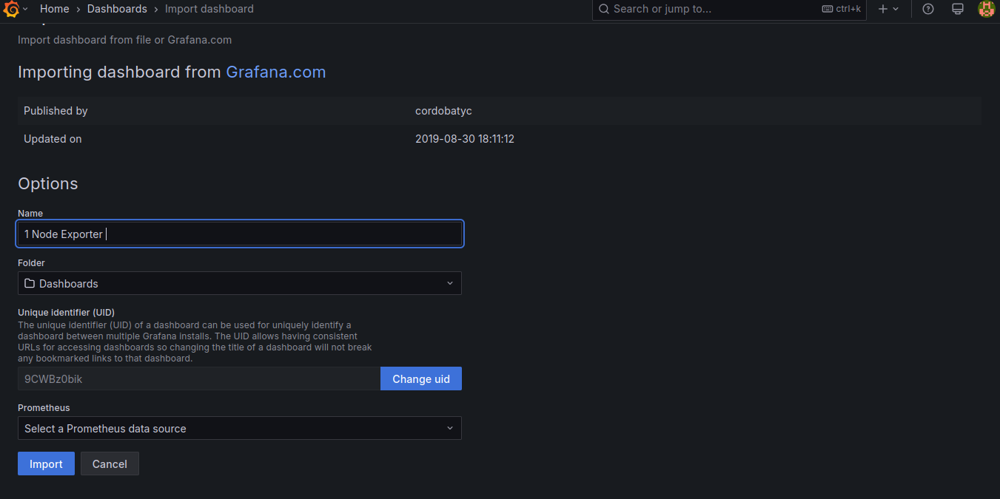 Home › Dashboards › Import dashboard
Search or jump to...
ctrl+k
Import dashboard from file or Grafana.com
Importing dashboard from Grafana.com
Published by cordobatyc
Updated on 2019-08-30 18:11:12
Options
Name
1 Node Exporter
Folder
Dashboards
Unique identifier (UID)
The unique identifier (UID) of a dashboard can be used for uniquely identify a
dashboard between multiple Grafana installs. The UID allows having consistent
URLs for accessing dashboards so changing the title of a dashboard will not break
any bookmarked links to that dashboard.
9CWBz0bik
Change uid
Prometheus
Select a Prometheus data source
Import
Cancel